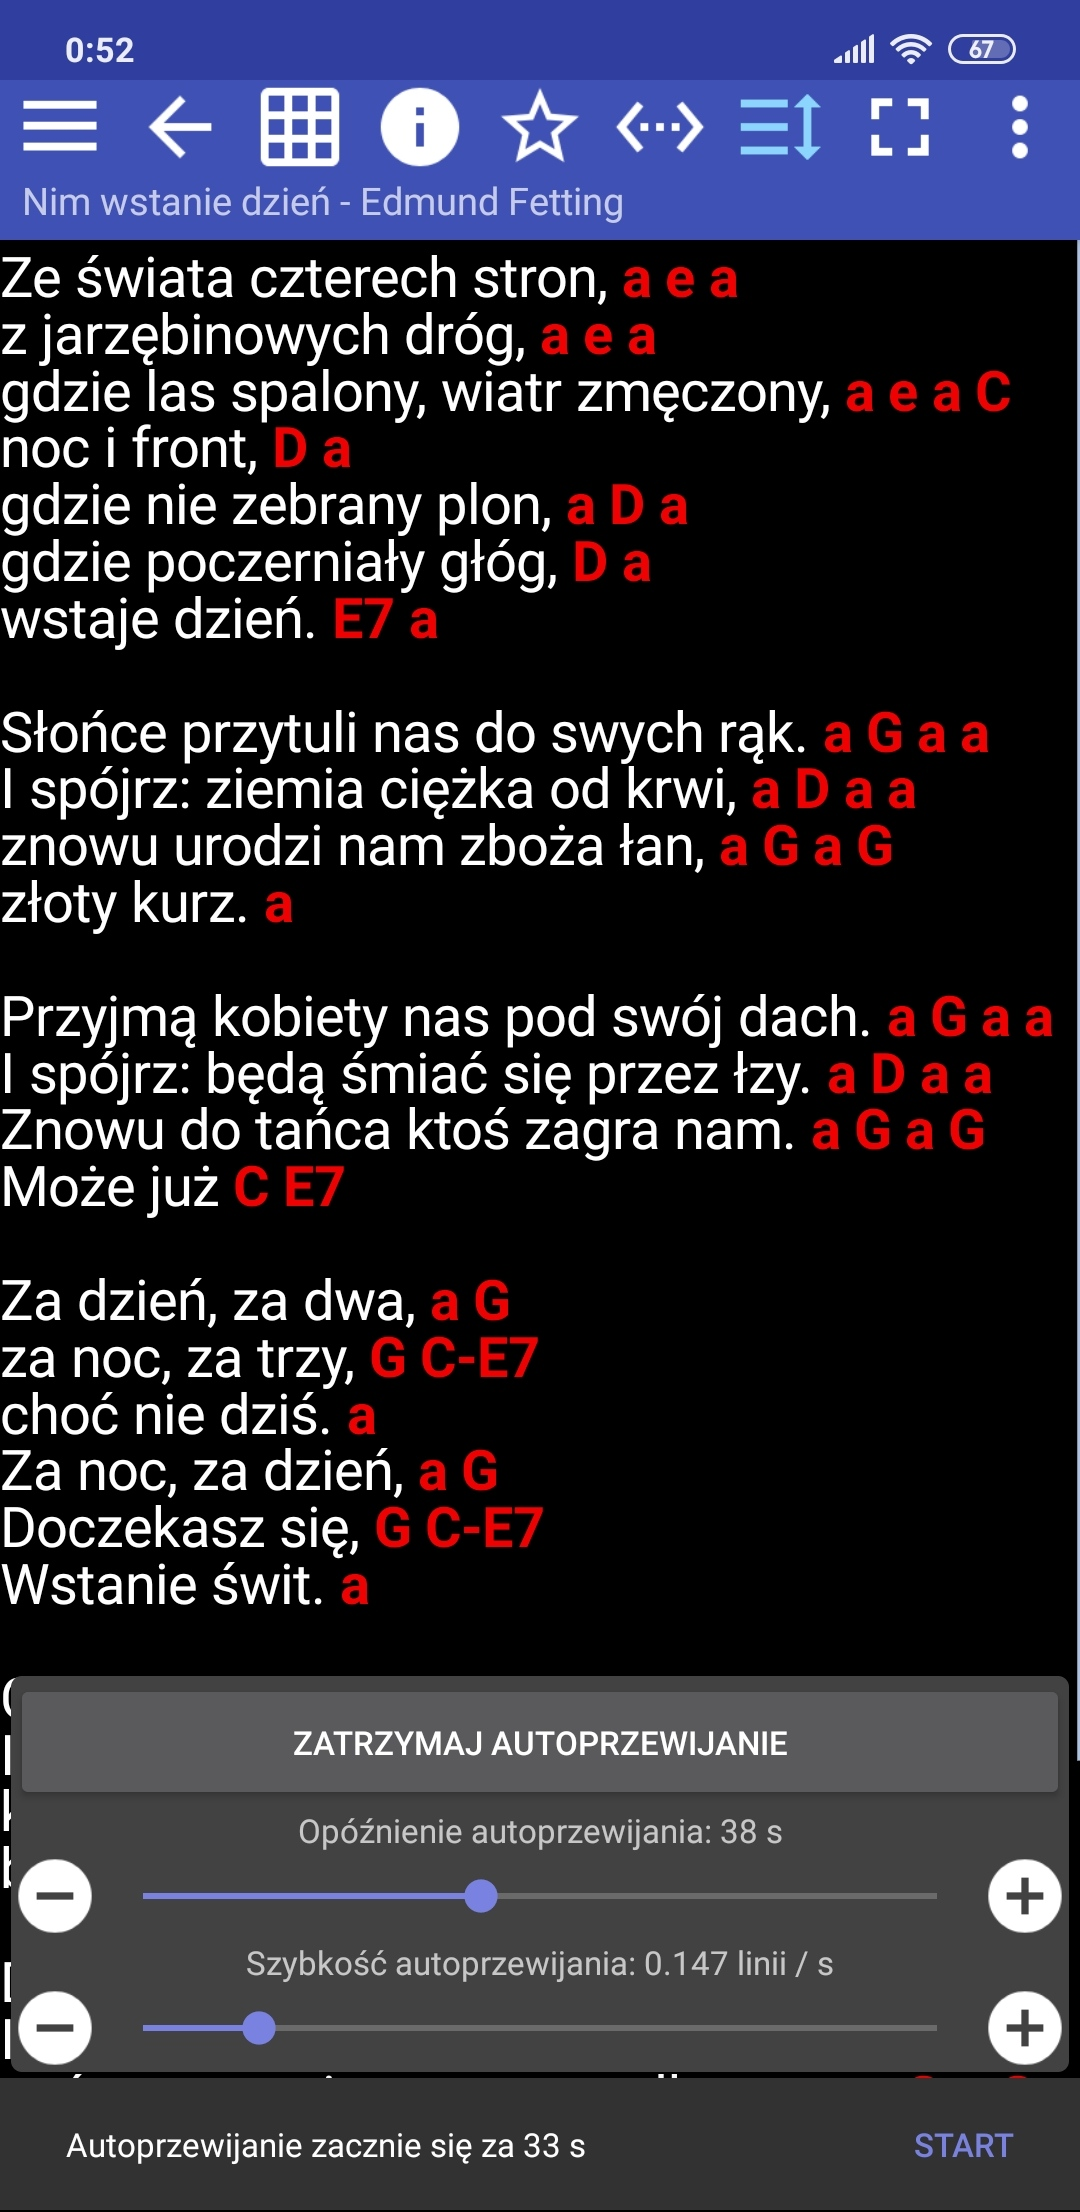 0:52
67
Nim wstanie dzień - Edmund Fetting
Ze świata czterech stron, a e a
z jarzębinowych dróg, a e a
gdzie las spalony, wiatr zmęczony, a e a C
noc i front, D a
gdzie nie zebrany plon, a D a
gdzie poczerniały głóg, D a
wstaje dzień. E7 a
Słońce przytuli nas do swych rąk. a G a a
I spójrz: ziemia ciężka od krwi, a D a a
znowu urodzi nam zboża łan, a G a G
złoty kurz. a
Przyjmą kobiety nas pod swój dach. a G a a
I spójrz: będą śmiać się przez łzy. a D a a
Znowu do tańca ktoś zagra nam. a G a G
Może już C E7
Za dzień, za dwa, a G
za noc, za trzy, G C-E7
choć nie dziś. a
Za noc, za dzień, a G
Doczekasz się, G C-E7
Wstanie świt. a
ZATRZYMAJ AUTOPRZEWIJANIE
Opóźnienie autoprzewijania: 38 s
Szybkość autoprzewijania: 0.147 linii / s
Autoprzewijanie zacznie się za 33 s START